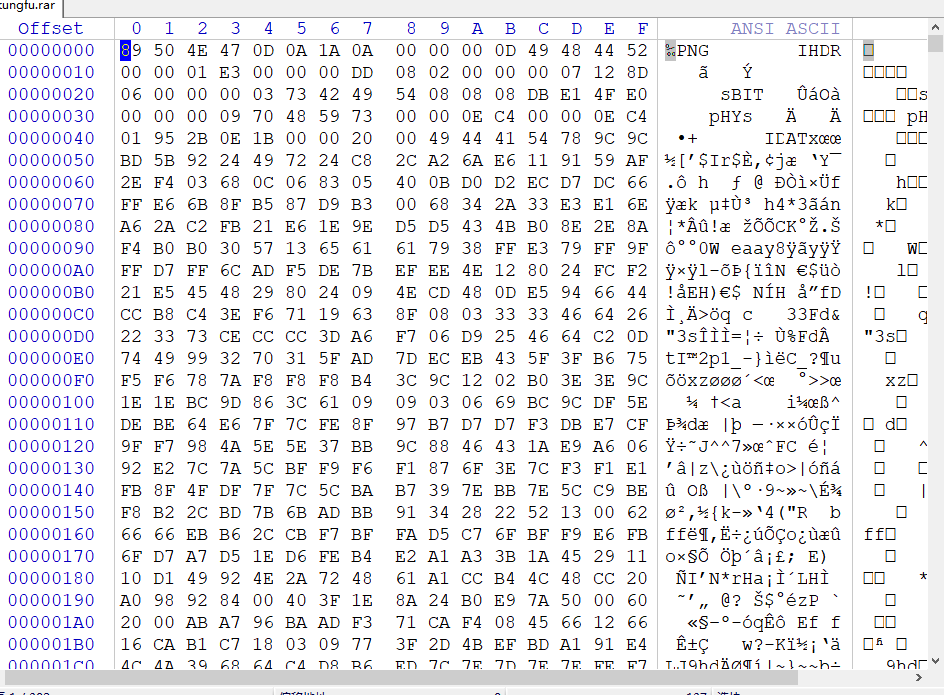 ungfu.rar
Offset 0 1 2 3 4 5 6 7 8 9 A B C D E F ANSI ASCII
00000000 89 50 4E 47 0D 0A 1A 0A 00 00 00 0D 49 48 44 52 ‰PNG IHDR
00000010 00 00 01 E3 00 00 00 DD 08 02 00 00 00 07 12 8D ã Ý
00000020 06 00 00 00 03 73 42 49 54 08 08 08 DB E1 4F E0 sBIT ÛáOà
00000030 00 00 00 09 70 48 59 73 00 00 0E C4 00 00 0E C4 pHYs Ä Ä
00000040 01 95 2B 0E 1B 00 00 20 00 49 44 41 54 78 9C 9C •+ IDATxœœ
00000050 BD 5B 92 24 49 72 24 C8 2C A2 6A E6 11 91 59 AF ½[’$Ir$È,¢jæ ‘Y¯
00000060 2E F4 03 68 0C 06 83 05 40 0B D0 D2 EC D7 DC 66 .ô h ƒ @ ÐÒì×Üf
00000070 FF E6 6B 8F B5 87 D9 B3 00 68 34 2A 33 E3 E1 6E ÿæk µ‡Ù³ h4*3ãán
00000080 A6 2A C2 FB 21 E6 1E 9E D5 D5 43 4B B0 8E 2E 8A ¦*Âû!æ žÕÕCK°Ž.Š
00000090 F4 B0 B0 30 57 13 65 61 61 79 38 FF E3 79 FF 9F ô°°0W eaay8ÿãyÿŸ
000000A0 FF D7 FF 6C AD F5 DE 7B EF EE 4E 12 80 24 FC F2 ÿ×ÿl-õÞ{ïîN €$üò
000000B0 21 E5 45 48 29 80 24 09 4E CD 48 0D E5 94 66 44 !åEH)€$ NÍH å”fD
000000C0 CC B8 C4 3E F6 71 19 63 8F 08 03 33 33 46 64 26 Ì¸Ä>öq c 33Fd&
000000D0 22 33 73 CE CC CC 3D A6 F7 06 D9 25 46 64 C2 0D "3sÎÌÌ=¦÷ Ù%FdÂ
000000E0 74 49 99 32 70 31 5F AD 7D EC EB 43 5F 3F B6 75 tI™2p1_-}ìëC_?¶u
000000F0 F5 F6 78 7A F8 F8 F8 B4 3C 9C 12 02 B0 3E 3E 9C õöxzøøø´<œ °>>œ
00000100 1E 1E BC 9D 86 3C 61 09 09 03 06 69 BC 9C DF 5E ¼ †<a i¼œß^
00000110 DE BE 64 E6 7F 7C FE 8F 97 B7 D7 D7 F3 DB E7 CF Þ¾dæ |þ —·××óÛçÏ
00000120 9F F7 98 4A 5E 5E 37 BB 9C 88 46 43 1A E9 A6 06 Ÿ÷˜J^^7»œˆFC é¦
00000130 92 E2 7C 7A 5C BF F9 F6 F1 87 6F 3E 7C F3 F1 E1 ’â|z\¿ùöñ‡o>|óñá
00000140 FB 8F 4F DF 7F 7C 5C BA B7 39 7E BB 7E 5C C9 BE û Oß |\º·9~»~\É¾
00000150 F8 B2 2C BD 7B 6B AD BB 91 34 28 22 52 13 00 62 ø²,½{k-»‘4("R b
00000160 66 66 EB B6 2C CB BF FA D5 C7 6F BF F9 E6 FB ffë¶,Ë÷¿úÕÇo¿ùæû
00000170 6F D7 A7 D5 1E D6 FE B4 E2 A1 A3 3B 1A 45 29 11 o×§Õ Öþ´â¡£; E)
00000180 10 D1 49 92 4E 2A 72 48 61 A1 CC B4 4C 48 CC 20 ÑI’N*rHa¡Ì´LHÌ
00000190 A0 98 92 84 00 40 3F 1E 8A 24 B0 E9 7A 50 00 60 ˜’„ @? Š$°ézP `
000001A0 20 00 AB A7 96 BA AD F3 71 CA F4 08 45 66 12 66 «§–º-óqÊô Ef f
000001B0 16 CA B1 C7 18 03 09 77 3F 2D 4B EF BD A1 91 E4 Ê±Ç w?-Kï½¡‘ä
000001C0 4C 4A 39 68 64 C4 D8 B6 ED 7C 7E 7D 7E 7E FE F7 LJ9hdÄØ¶í|~}~~þ÷